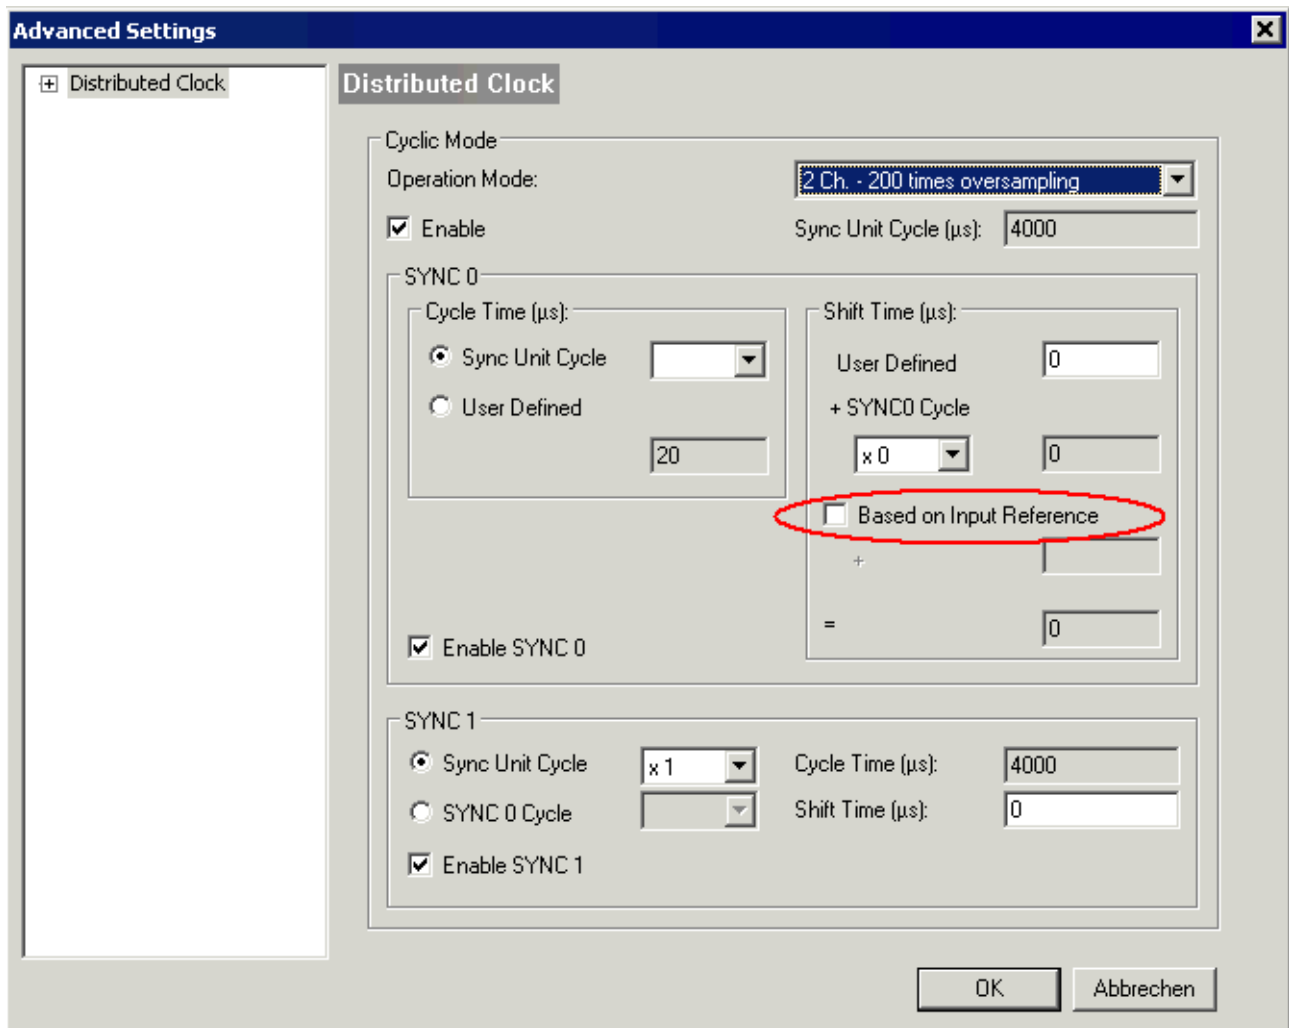 Advanced Settings
Distributed Clock
Distributed Clock
Cyclic Mode
Operation Mode:
2 Ch. - 200 times oversampling
Enable
Sync Unit Cycle (µs):
4000
SYNC 0
Cycle Time (µs):
Sync Unit Cycle
User Defined
20
Shift Time (µs):
User Defined
0
+ SYNC0 Cycle
x 0
0
Based on Input Reference
+
=
0
Enable SYNC 0
SYNC 1
Sync Unit Cycle
x 1
Cycle Time (µs):
4000
SYNC 0 Cycle
Shift Time (µs):
0
Enable SYNC 1
OK
Abbrechen